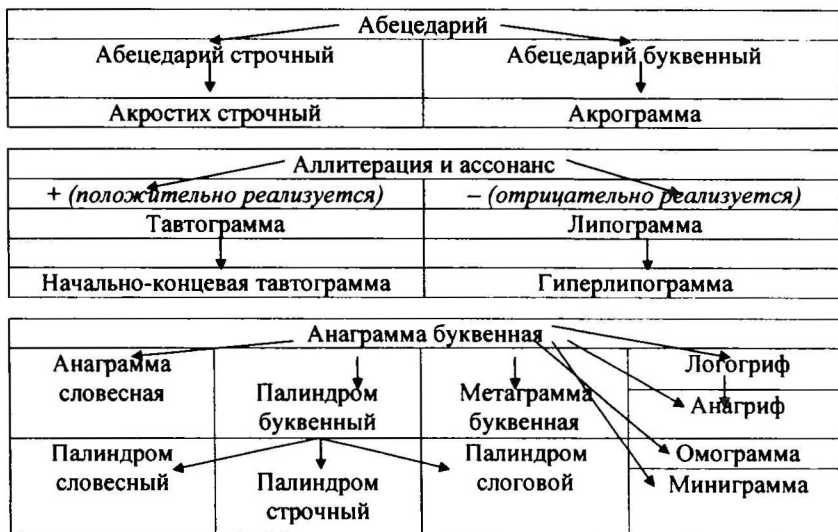 Абецедарий
Абецедарий строчный Абецедарий буквенный
Акростих строчный Акрограмма
Аллитерация и ассонанс
+ (положительно реализуется) – (отрицательно реализуется)
Тавтограмма Липограмма
Начально-концевая тавтограмма Гиперлипограмма
Анаграмма буквенная
Анаграмма словесная
Палиндром буквенный
Метаграмма буквенная
Логогриф
Анагриф
Палиндром словесный
Палиндром строчный
Палиндром слоговой
Омограмма
Миниграмма